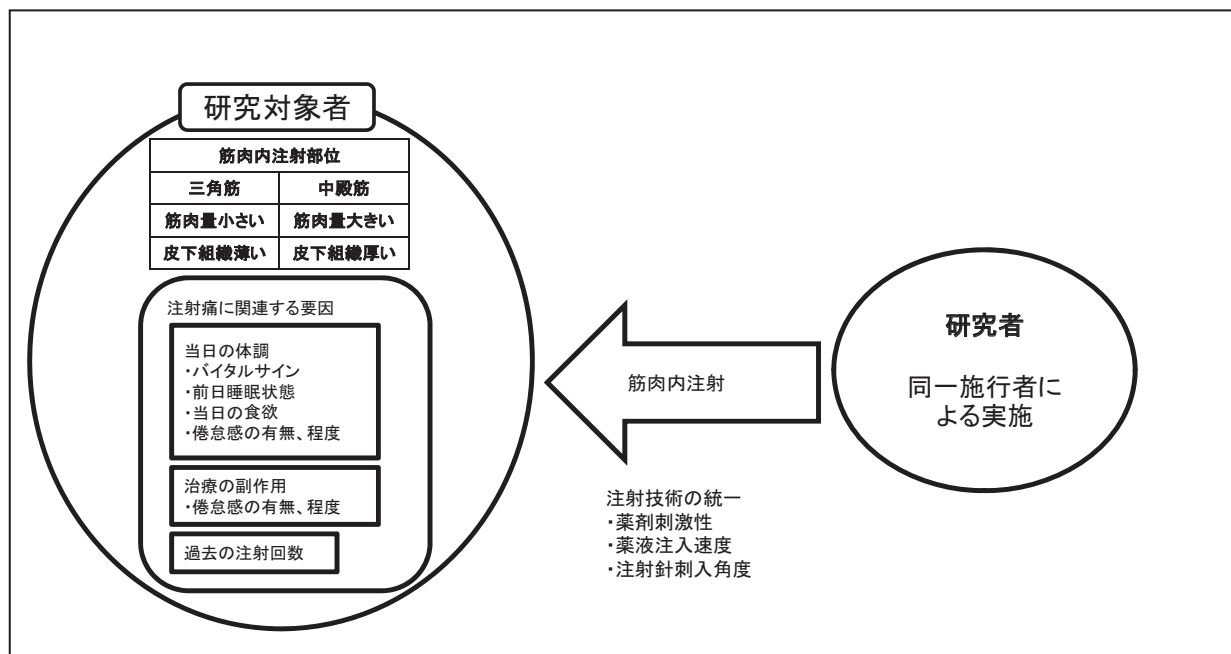 研究対象者
筋肉内注射部位
三角筋 中殿筋
筋肉量小さい 筋肉量大きい
皮下組織薄い 皮下組織厚い
注射痛に関連する要因
当日の体調
・バイタルサイン
・前日睡眠状態
・当日の食欲
・倦怠感の有無、程度
治療の副作用
・倦怠感の有無、程度
過去の注射回数
筋肉内注射
注射技術の統一
・薬剤刺激性
・薬液注入速度
・注射針刺入角度
研究者
同一施行者に
よる実施